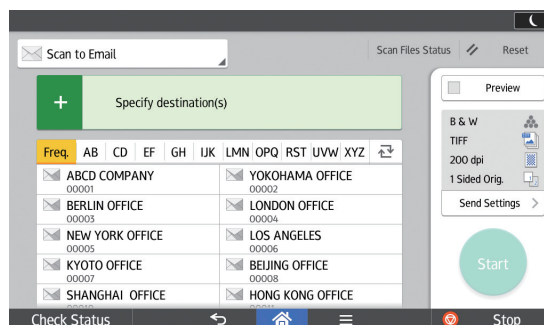 Scan to Email
Scan Files Status
Reset
+ Specify destination(s)
Preview
Freq. AB CD EF GH IJK LMN OPQ RST UVW XYZ
B & W
TIFF
200 dpi
1 Sided Orig.
Send Settings >
ABCD COMPANY
00001
YOKOHAMA OFFICE
00002
BERLIN OFFICE
00003
LONDON OFFICE
00004
NEW YORK OFFICE
00005
LOS ANGELES
00006
KYOTO OFFICE
00007
BEIJING OFFICE
00008
SHANGHAI OFFICE
HONG KONG OFFICE
Start
Check Status
Stop